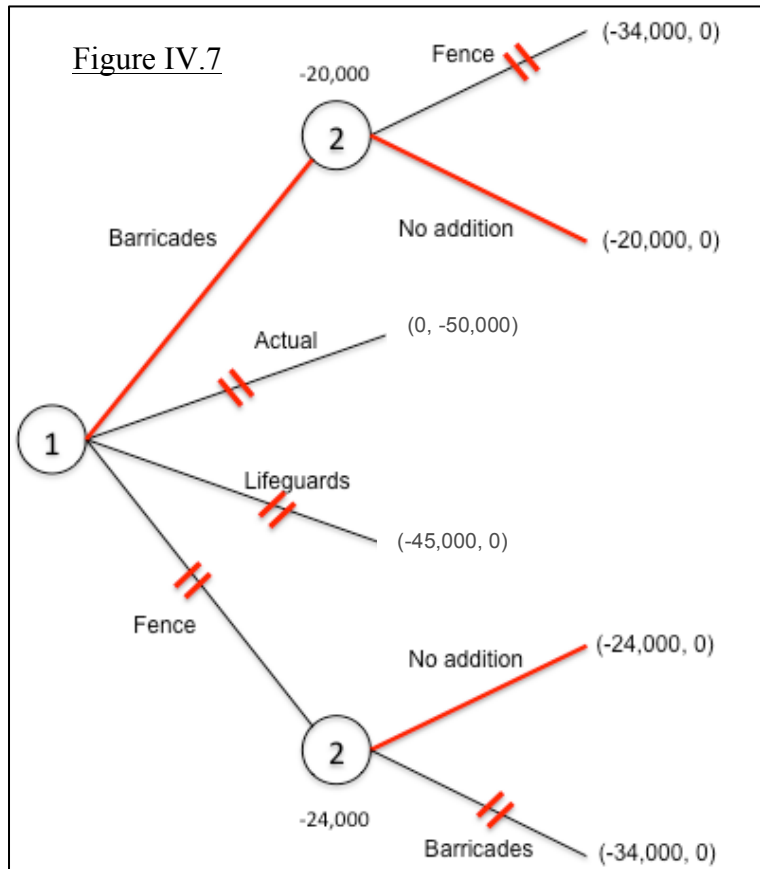 Figure IV.7
Fence
(-34,000, 0)
-20,000
2
Barricades
No addition
(-20,000, 0)
Actual
(0, -50,000)
1
Lifeguards
(-45,000, 0)
Fence
No addition
(-24,000, 0)
2
-24,000
Barricades
(-34,000, 0)